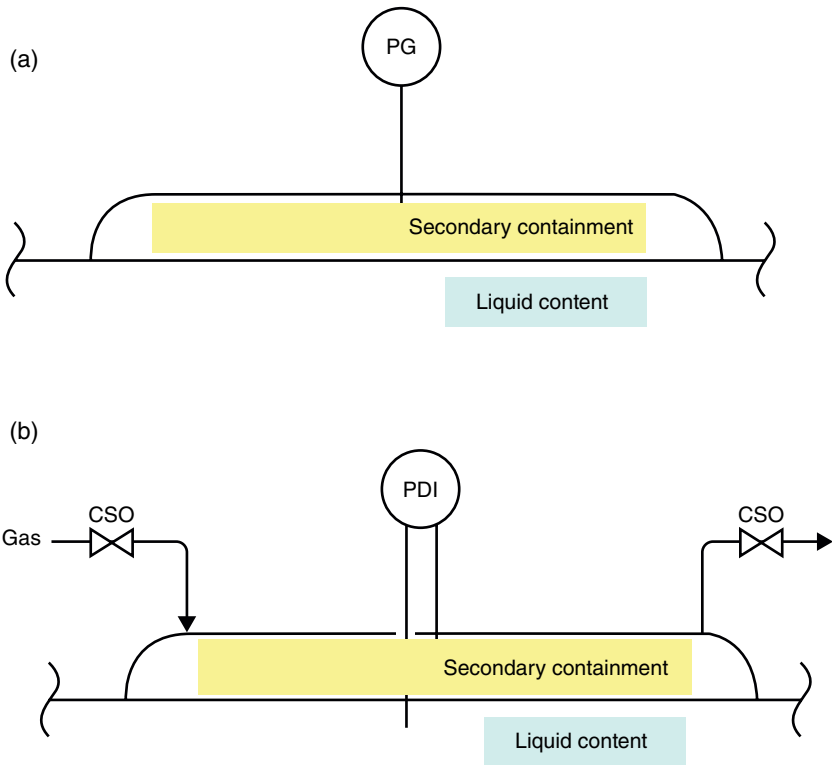 (a)
PG
Secondary containment
Liquid content
(b)
PDI
CSO
CSO
Gas
Secondary containment
Liquid content